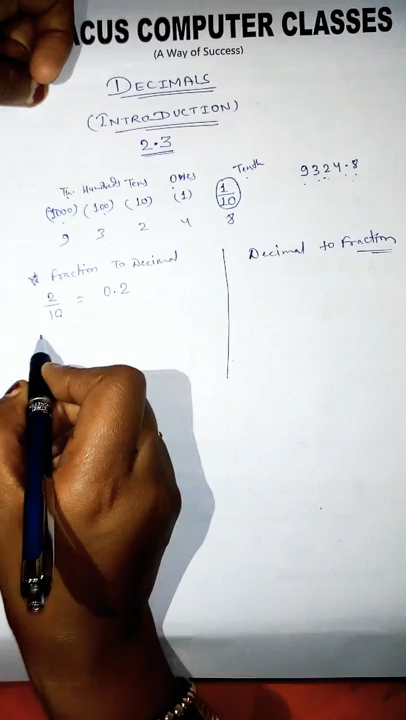 ACUS COMPUTER CLASSES
(A Way of Success)
DECIMALS
(INTRODUCTION)
2.3
Th. Hundreds Tens Ones Tenth
(1000) (100) (10) (1) 1/10
9 3 2 4 8
9324.8
Fraction To Decimal
2/10 = 0.2
Decimal to Fraction